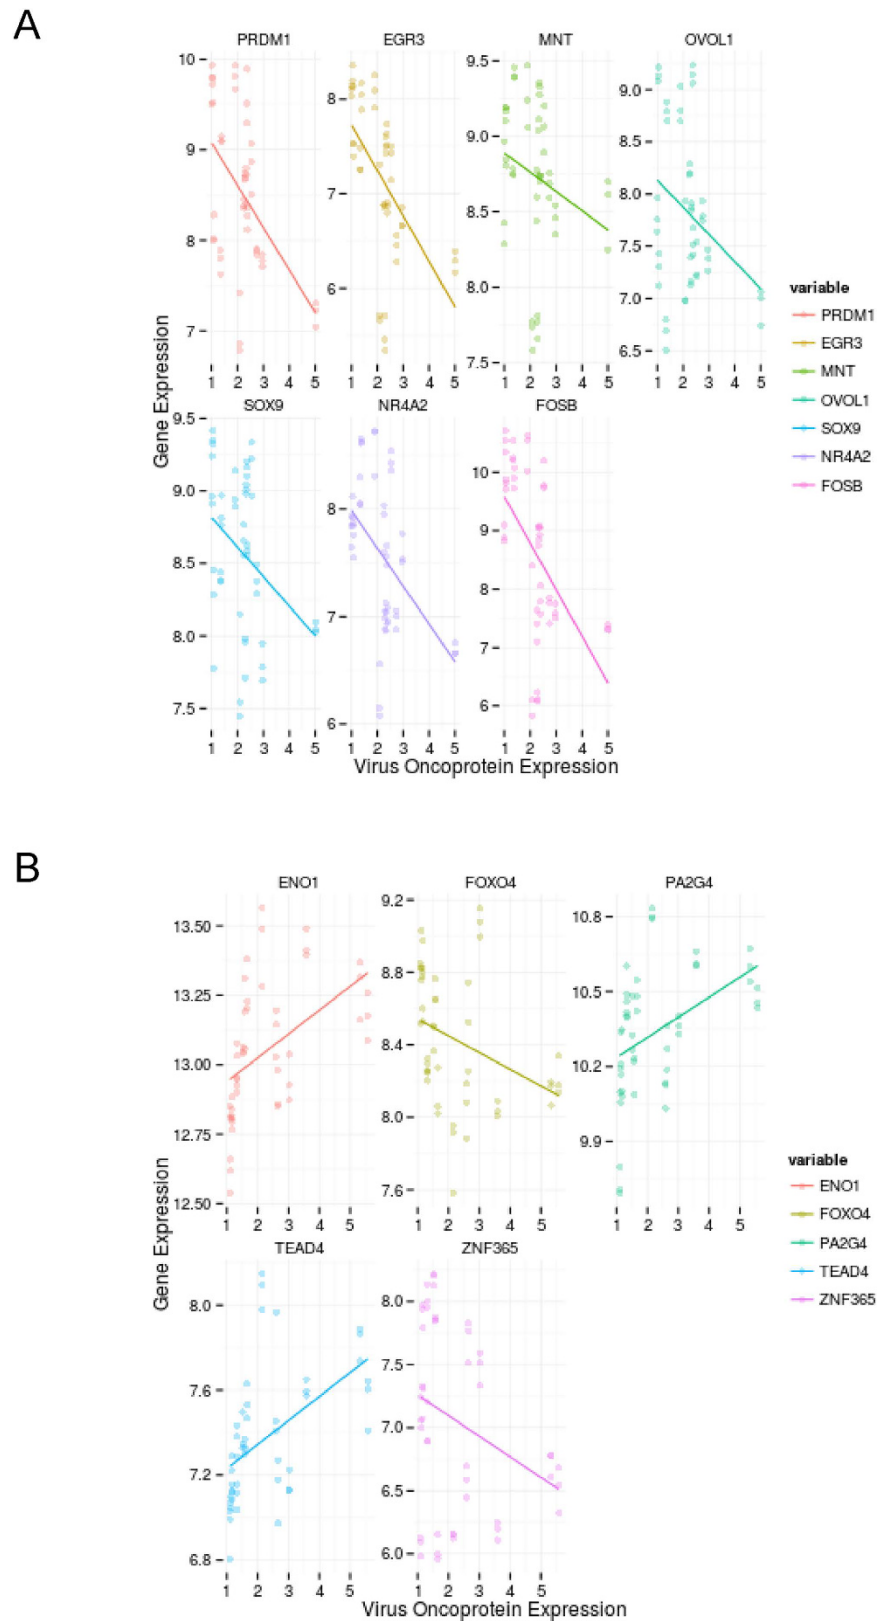 A
PRDM1 EGR3 MNT OVOL1
10 9 8 7
8 7 6
9.5 9.0 8.5 8.0 7.5
9.0 8.5 8.0 7.5 7.0 6.5
1 2 3 4 5 1 2 3 4 5 1 2 3 4 5 1 2 3 4 5
Gene Expression
SOX9 NR4A2 FOSB
9.5 9.0 8.5 8.0 7.5
8 7 6
10 9 8 7 6
1 2 3 4 5 1 2 3 4 5 1 2 3 4 5
Virus Oncoprotein Expression
variable
PRDM1
EGR3
MNT
OVOL1
SOX9
NR4A2
FOSB
B
ENO1 FOXO4 PA2G4
13.50 13.25 13.00 12.75 12.50
9.2 8.8 8.4 8.0 7.6
10.8 10.5 10.2 9.9
1 2 3 4 5 1 2 3 4 5 1 2 3 4 5
Gene Expression
TEAD4 ZNF365
8.0 7.6 7.2 6.8
8.0 7.5 7.0 6.5 6.0
1 2 3 4 5 1 2 3 4 5
Virus Oncoprotein Expression
variable
ENO1
FOXO4
PA2G4
TEAD4
ZNF365